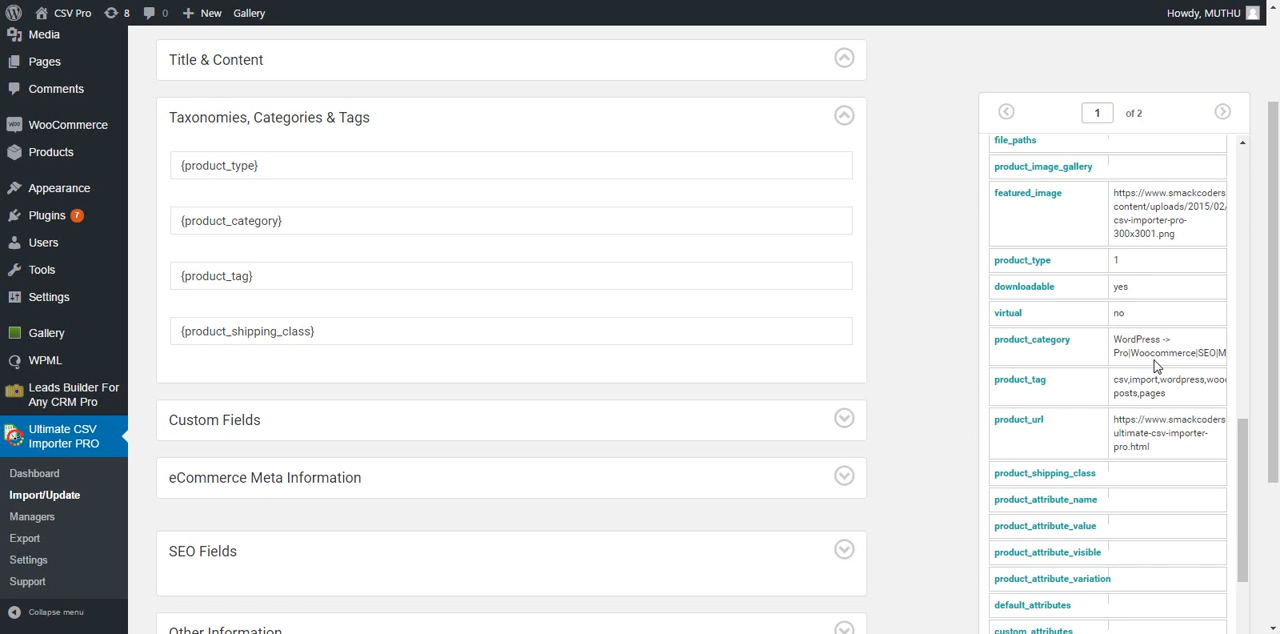 CSV Pro 8 0 New Gallery Howdy, MUTHU
Media
Pages
Comments
WooCommerce
Products
Appearance
Plugins 7
Users
Tools
Settings
Gallery
WPML
Leads Builder For
Any CRM Pro
Ultimate CSV
Importer PRO
Dashboard
Import/Update
Managers
Export
Settings
Support
Collapse menu
Title & Content
Taxonomies, Categories & Tags
{product_type}
{product_category}
{product_tag}
{product_shipping_class}
Custom Fields
eCommerce Meta Information
SEO Fields
Other Information
1 of 2
file_paths
product_image_gallery
featured_image https://www.smackcoders
content/uploads/2015/02/
csv-importer-pro-
300x3001.png
product_type 1
downloadable yes
virtual no
product_category WordPress ->
Pro|Woocommerce|SEO|M
product_tag csv,import,wordpress,woo
posts,pages
product_url https://www.smackcoders
ultimate-csv-importer-
pro.html
product_shipping_class
product_attribute_name
product_attribute_value
product_attribute_visible
product_attribute_variation
default_attributes
custom_attributes